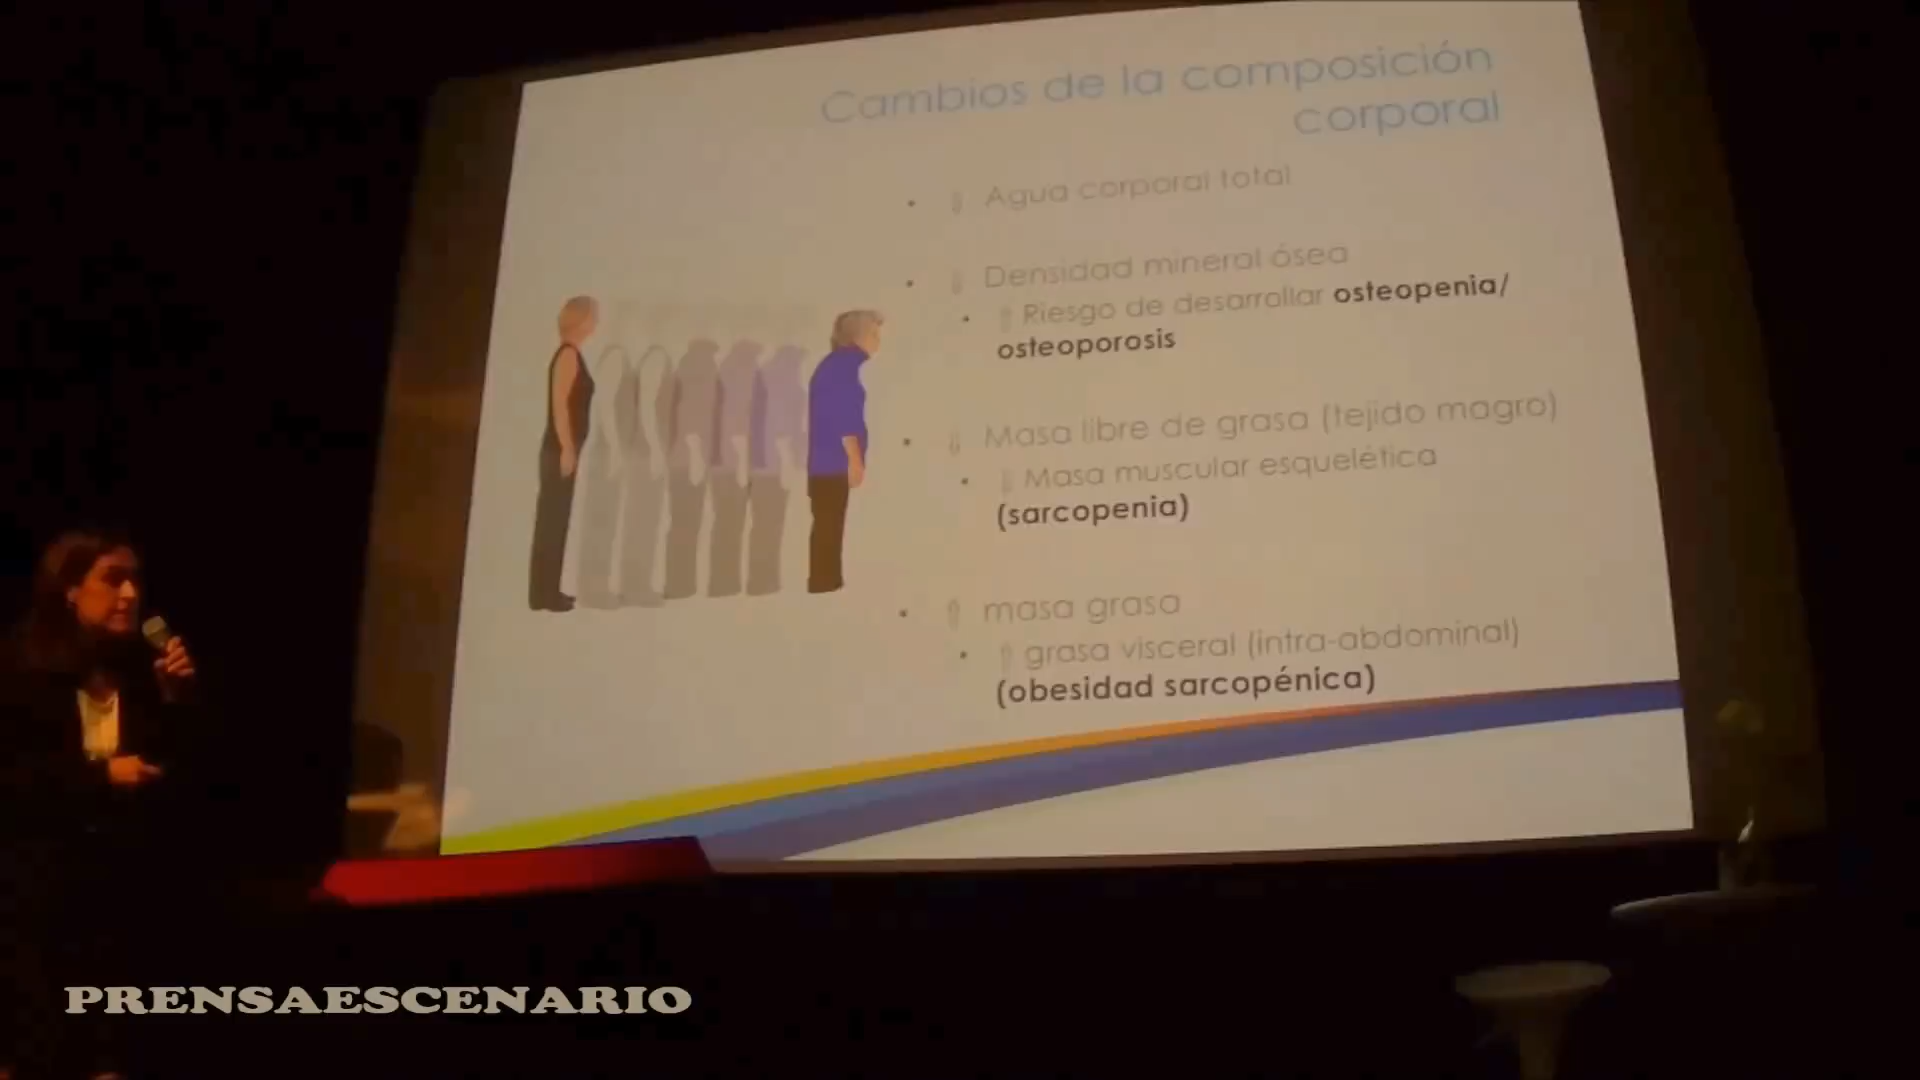 Cambios de la composición
corporal
• ⇩ Agua corporal total
• ⇩ Densidad mineral ósea
• ⇧ Riesgo de desarrollar osteopenia/
osteoporosis
• ⇩ Masa libre de grasa (tejido magro)
• ⇩ Masa muscular esquelética
(sarcopenia)
• ⇧ masa grasa
• ⇧ grasa visceral (intra-abdominal)
(obesidad sarcopénica)
PRENSAESCENARIO